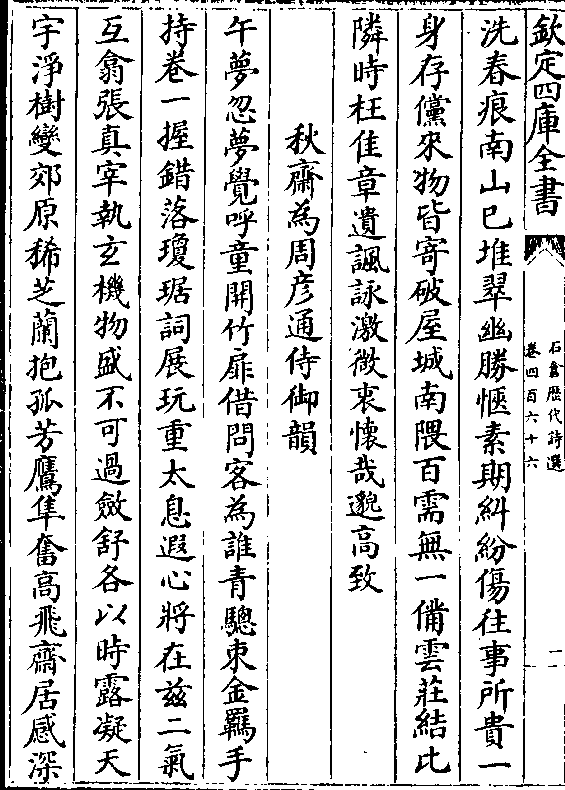 欽定四庫全書
石倉歷代詩選
卷四百六十六
二
洗春痕南山已堆翠幽勝愜素期糾紛傷往事所貴一
身存儻來物皆寄破屋城南隈百需無一備雲莊結比
隣時枉佳章遺諷詠激微衷懷哉邈高致
秋齋為周彥通侍御韻
午夢忽夢覺呼童開竹扉借問客為誰青驄束金羈手
持卷一握錯落瓊琚詞展玩重太息遐心將在兹二氣
互翕張真宰執玄機物盛不可過斂舒各以時露凝天
宇淨樹變郊原稀芝蘭抱孤芳鷹隼奮高飛齋居感深